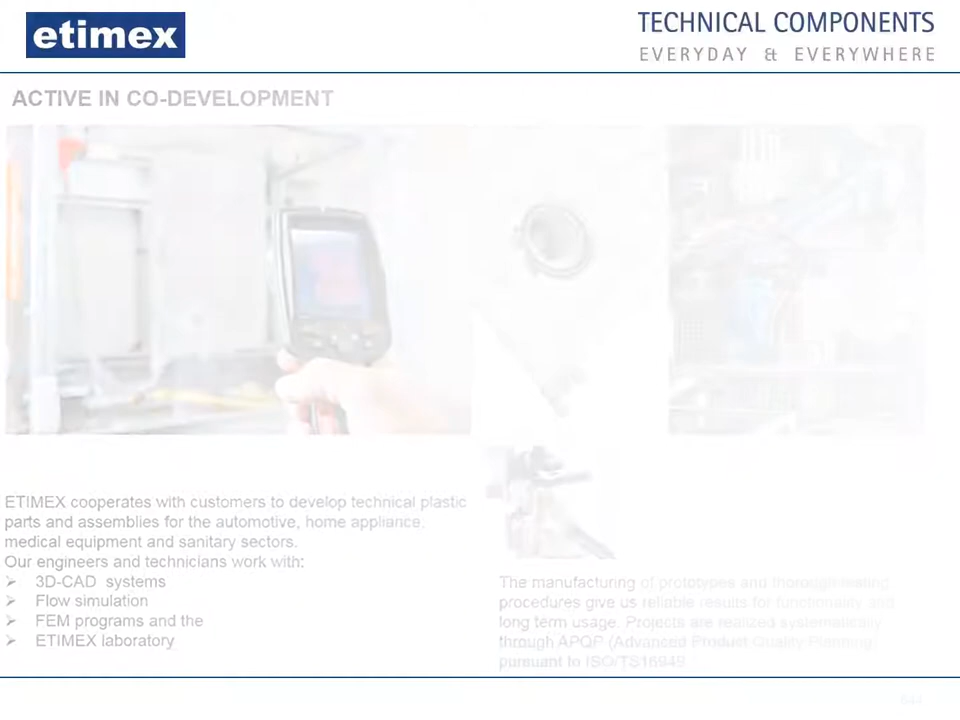 etimex
TECHNICAL COMPONENTS
EVERYDAY & EVERYWHERE
ACTIVE IN CO-DEVELOPMENT
ETIMEX cooperates with customers to develop technical plastic
parts and assemblies for the automotive, home appliance,
medical equipment and sanitary sectors.
Our engineers and technicians work with:
➢ 3D-CAD systems
➢ Flow simulation
➢ FEM programs and the
➢ ETIMEX laboratory
The manufacturing of prototypes and thorough testing
procedures give us reliable results for functionality and
long term usage. Projects are realized systematically
through APQP (Advanced Product Quality Planning)
pursuant to ISO/TS16949